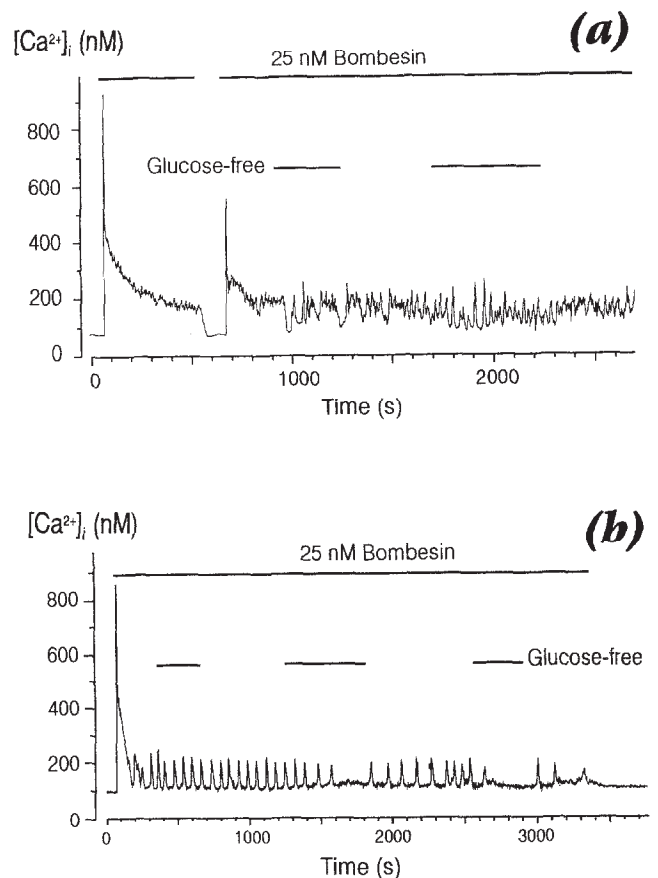 (a)
[Ca²⁺]ᵢ (nM)
25 nM Bombesin
800
Glucose-free
600
400
200
0
0 1000 2000
Time (s)
(b)
[Ca²⁺]ᵢ (nM)
25 nM Bombesin
800
600
Glucose-free
400
200
0
0 1000 2000 3000
Time (s)